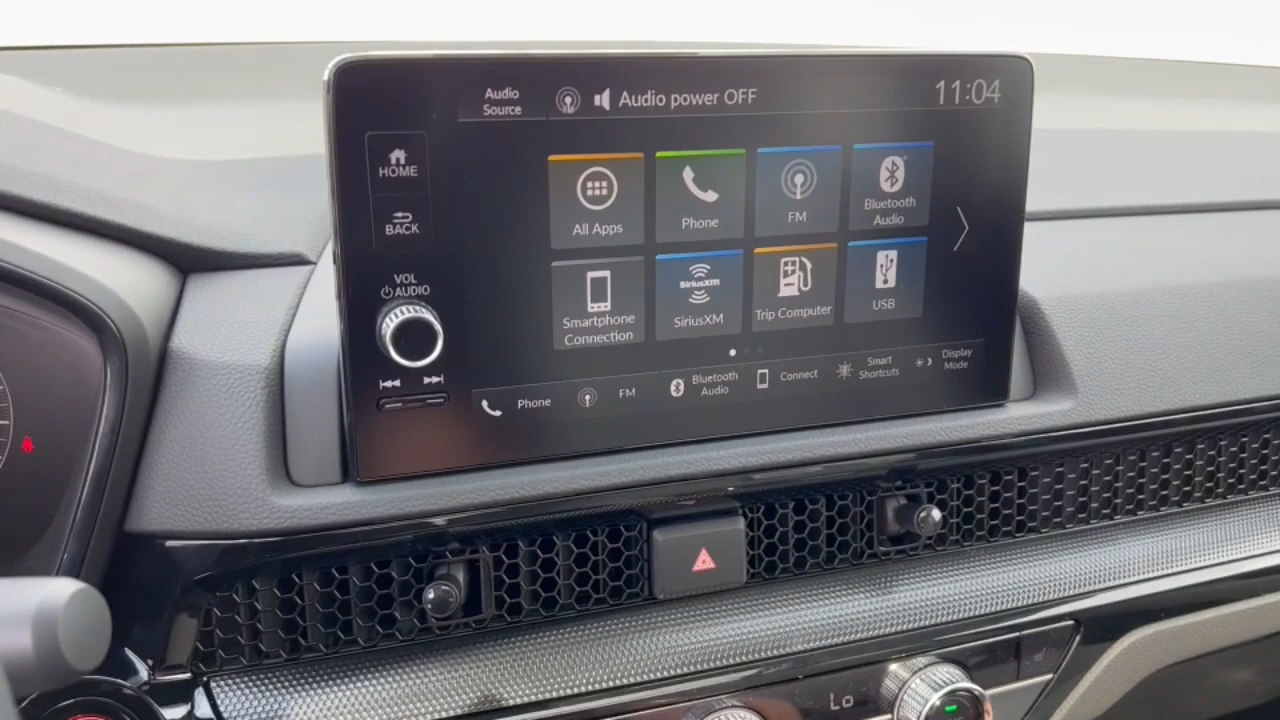 Audio
Source
Audio power OFF
11:04
HOME
BACK
VOL
AUDIO
All Apps
Phone
FM
Bluetooth
Audio
Smartphone
Connection
SiriusXM
SiriusXM
Trip Computer
USB
Phone
FM
Bluetooth
Audio
Connect
Smart
Shortcuts
Display
Mode
Lo